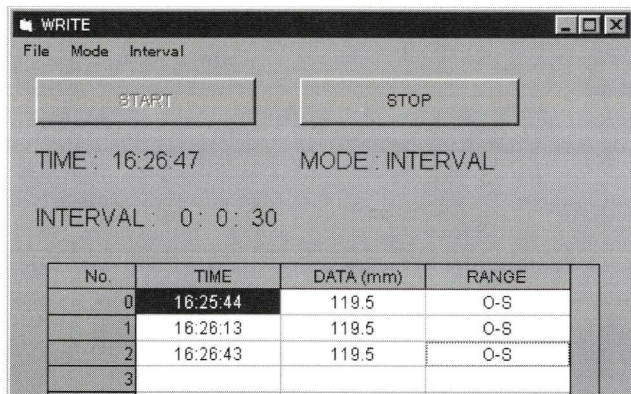 WRITE
File Mode Interval
START STOP
TIME : 16:26:47 MODE : INTERVAL
INTERVAL : 0 : 0 : 30
No. TIME DATA (mm) RANGE
0 16:25:44 119.5 O-S
1 16:26:13 119.5 O-S
2 16:26:43 119.5 O-S
3